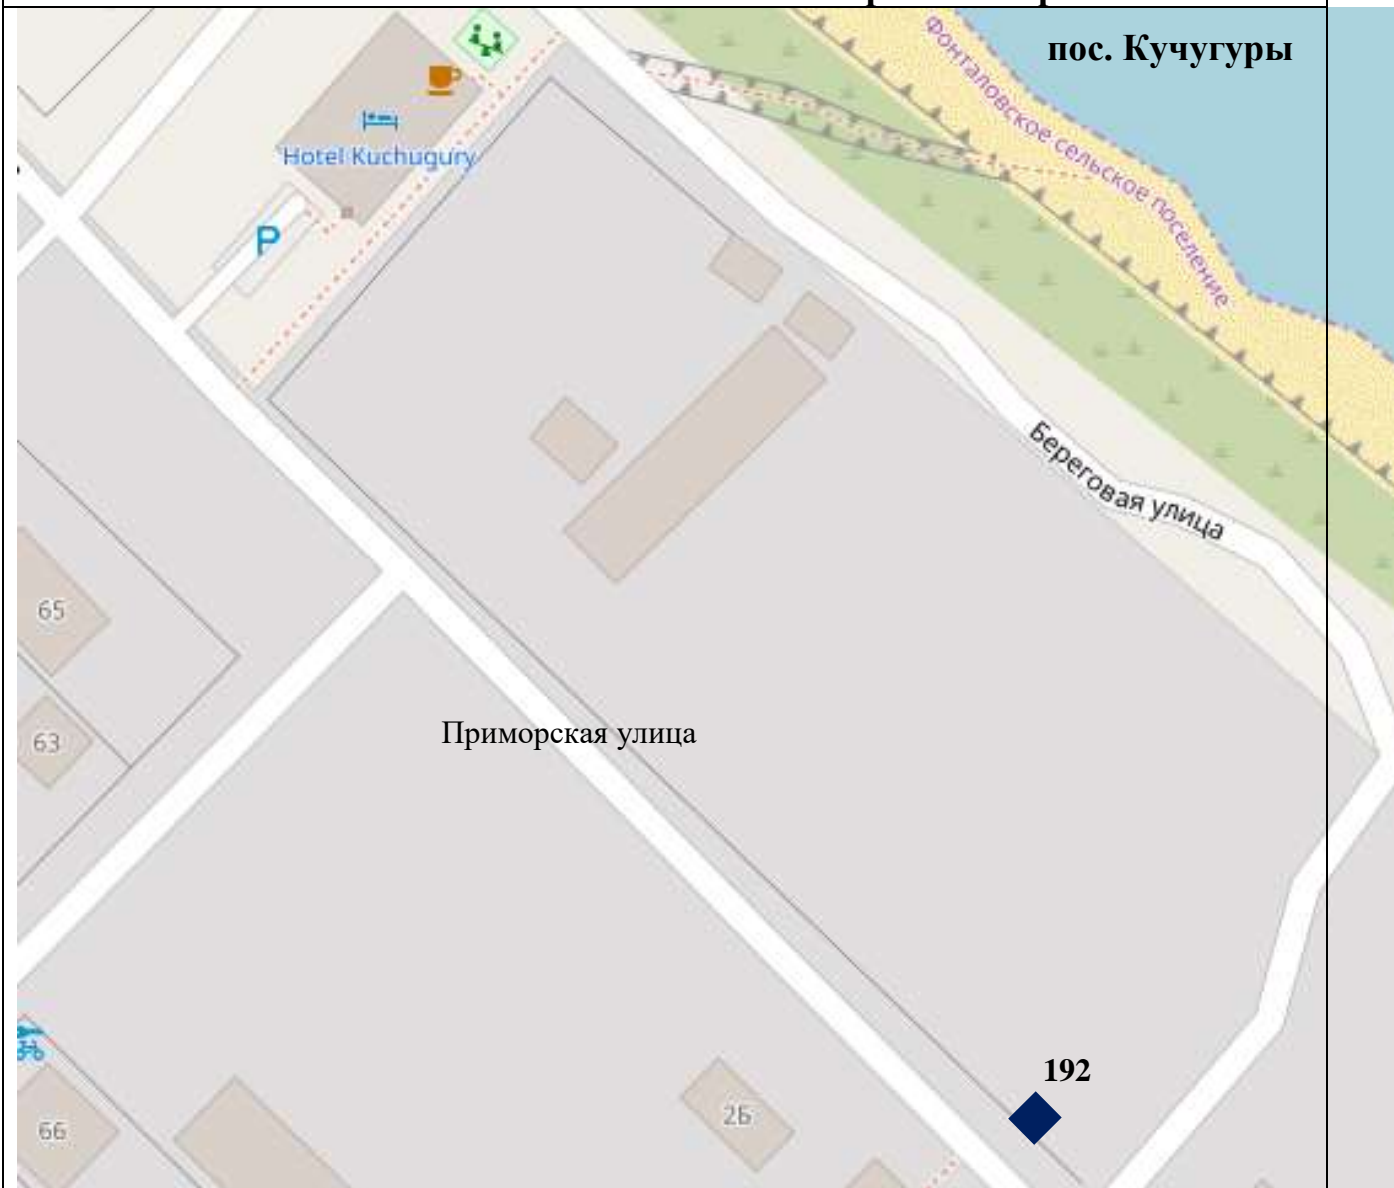 пос. Кучугуры
Фонталовское сельское поселение
Hotel Kuchugury
P
Береговая улица
65
63
Приморская улица
192
2Б
66